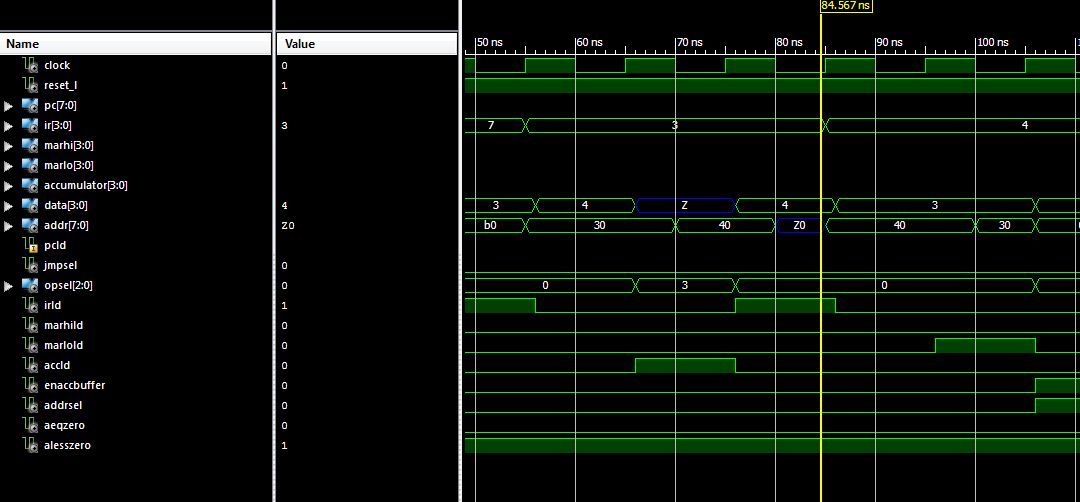 84.567 ns
Name Value 50 ns 60 ns 70 ns 80 ns 90 ns 100 ns
clock 0
reset_l 1
pc[7:0]
ir[3:0] 3 7 3 4
marhi[3:0]
marlo[3:0]
accumulator[3:0]
data[3:0] 4 3 4 Z 4 3
addr[7:0] Z0 b0 30 40 Z0 40 30
pcld
jmpsel 0
opsel[2:0] 0 0 3 0
irld 1
marhild 0
marlold 0
accld 0
enaccbuffer 0
addrsel 0
aeqzero 0
alesszero 1